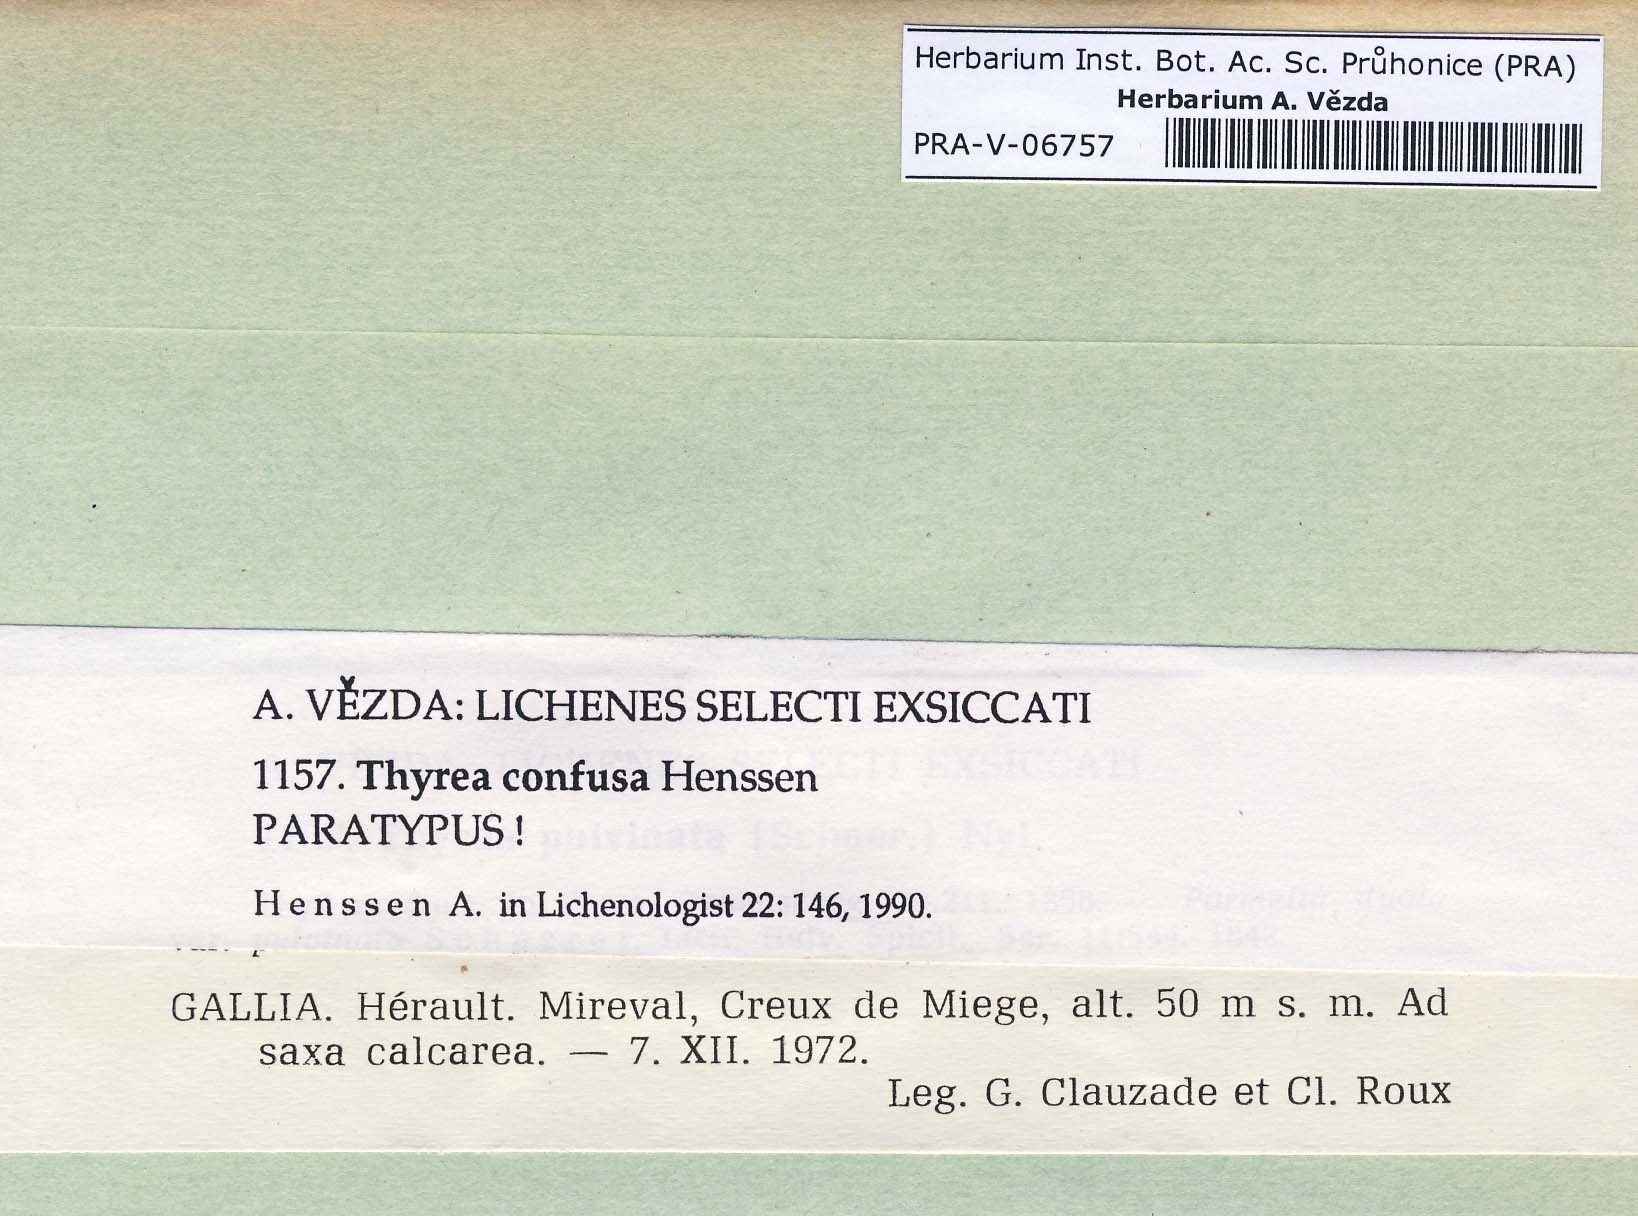 Herbarium Inst. Bot. Ac. Sc. Průhonice (PRA)
Herbarium A. Vězda
PRA-V-06757
A. VĚZDA: LICHENES SELECTI EXSICCATI
1157. Thyrea confusa Henssen
PARATYPUS!
Henssen A. in Lichenologist 22: 146, 1990.
GALLIA. Hérault. Mireval, Creux de Miege, alt. 50 m s. m. Ad
saxa calcarea. — 7. XII. 1972.
Leg. G. Clauzade et Cl. Roux